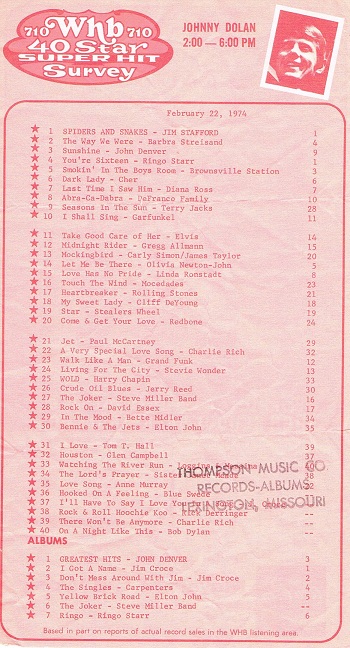 710 Whb 710
40 Star
SUPER HIT
Survey
JOHNNY DOLAN
2:00 — 6:00 PM
February 22, 1974
1 SPIDERS AND SNAKES - JIM STAFFORD 1
2 The Way We Were - Barbra Streisand 4
3 Sunshine - John Denver 9
4 You're Sixteen - Ringo Starr 1
5 Smokin' In The Boys Room - Brownsville Station 3
6 Dark Lady - Cher 6
7 Last Time I Saw Him - Diana Ross 7
8 Abra-Ca-Dabra - DeFranco Family 10
9 Seasons In The Sun - Terry Jacks 28
10 I Shall Sing - Garfunkel 11
11 Take Good Care of Her - Elvis 14
12 Midnight Rider - Gregg Allmann 15
13 Mockingbird - Carly Simon/James Taylor 20
14 Let Me Be There - Olivia Newton-John 5
15 Love Has No Pride - Linda Ronstadt 8
16 Touch The Wind - Mocedades 23
17 Heartbreaker - Rolling Stones 21
18 My Sweet Lady - Cliff DeYoung 18
19 Star - Stealers Wheel 19
20 Come & Get Your Love - Redbone 24
21 Jet - Paul McCartney 29
22 A Very Special Love Song - Charlie Rich 32
23 Walk Like A Man - Grand Funk 12
24 Living For The City - Stevie Wonder 13
25 WOLD - Harry Chapin 33
26 Crude Oil Blues - Jerry Reed 30
27 The Joker - Steve Miller Band 16
28 Rock On - David Essex 17
29 In The Mood - Bette Midler 34
30 Bennie & The Jets - Elton John 35
31 I Love - Tom T. Hall 39
32 Houston - Glen Campbell 37
33 Watching The River Run - Loggins 40
34 The Lord's Prayer - Sister 38
35 Love Song - Anne Murray
36 Hooked On A Feeling - Blue Swede
37 I'll Have To Say I Love You
38 Rock & Roll Hoochie Koo - Rick Derringer
39 There Won't Be Anymore - Charlie Rich --
40 On A Night Like This - Bob Dylan --
THOMPSON MUSIC CO.
RECORDS-ALBUMS
LEXINGTON, MISSOURI
ALBUMS
1 GREATEST HITS - JOHN DENVER 3
2 I Got A Name - Jim Croce 1
3 Don't Mess Around With Jim - Jim Croce 2
4 The Singles - Carpenters 4
5 Yellow Brick Road - Elton John 5
6 The Joker - Steve Miller Band --
7 Ringo - Ringo Starr 6
Based in part on reports of actual record sales in the WHB listening area.